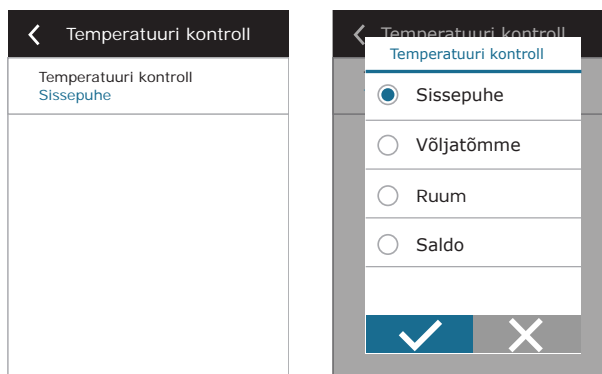 Temperatuuri kontroll
Temperatuuri kontroll
Sissepuhe
Temperatuuri kontroll
Temperatuuri kontroll
Sissepuhe
Võljatõmme
Ruum
Saldo